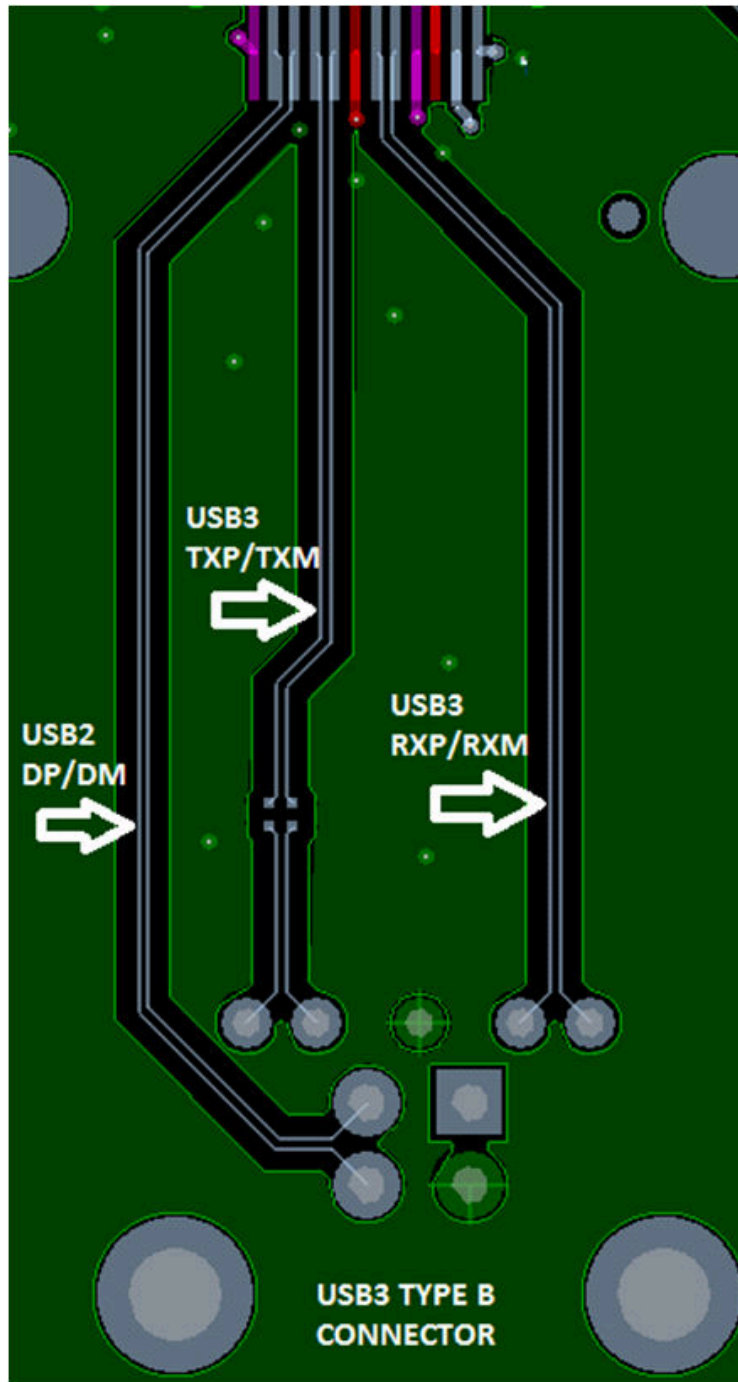 USB3
TXP/TXM
USB2
DP/DM
USB3
RXP/RXM
USB3 TYPE B
CONNECTOR